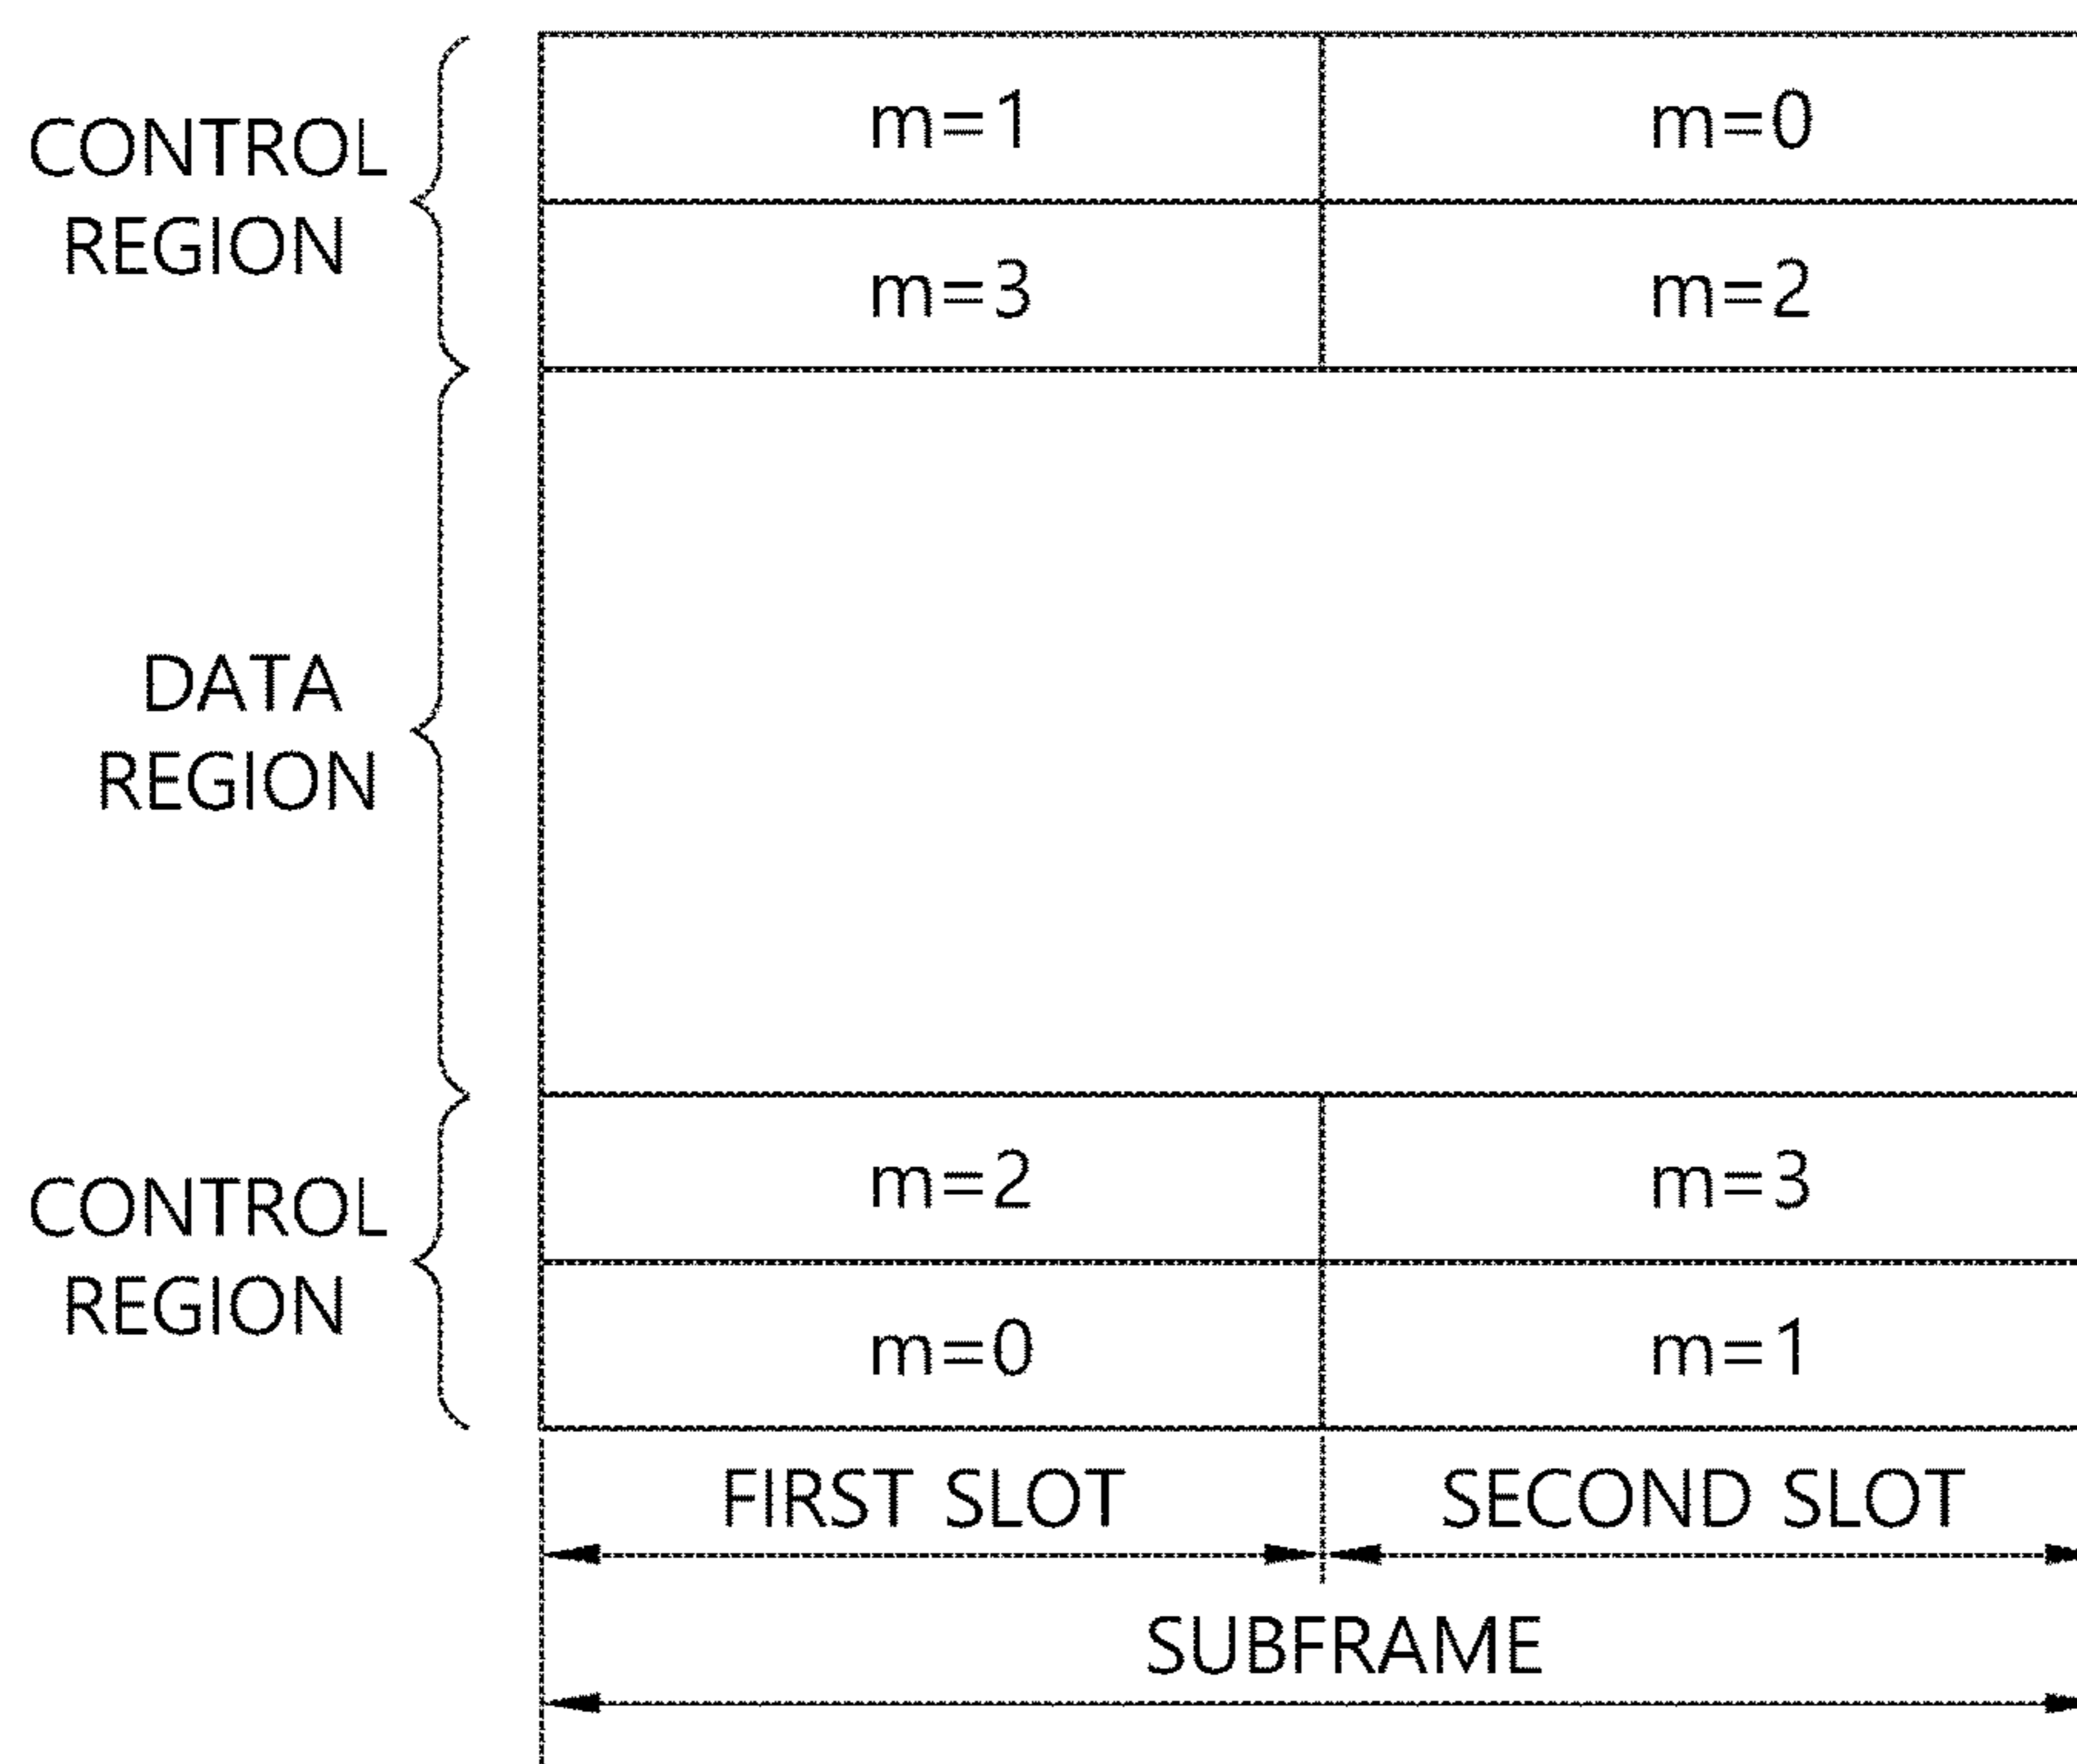 CONTROL
REGION
m=1
m=0
m=3
m=2
DATA
REGION
CONTROL
REGION
m=2
m=3
m=0
m=1
FIRST SLOT
SECOND SLOT
SUBFRAME